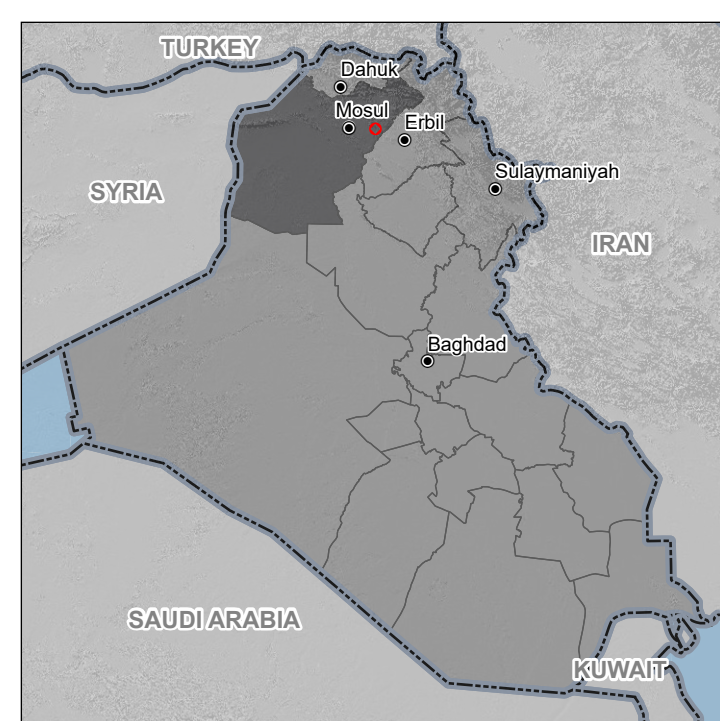 TURKEY
Dahuk
Mosul
Erbil
Sulaymaniyah
SYRIA
IRAN
Baghdad
SAUDI ARABIA
KUWAIT